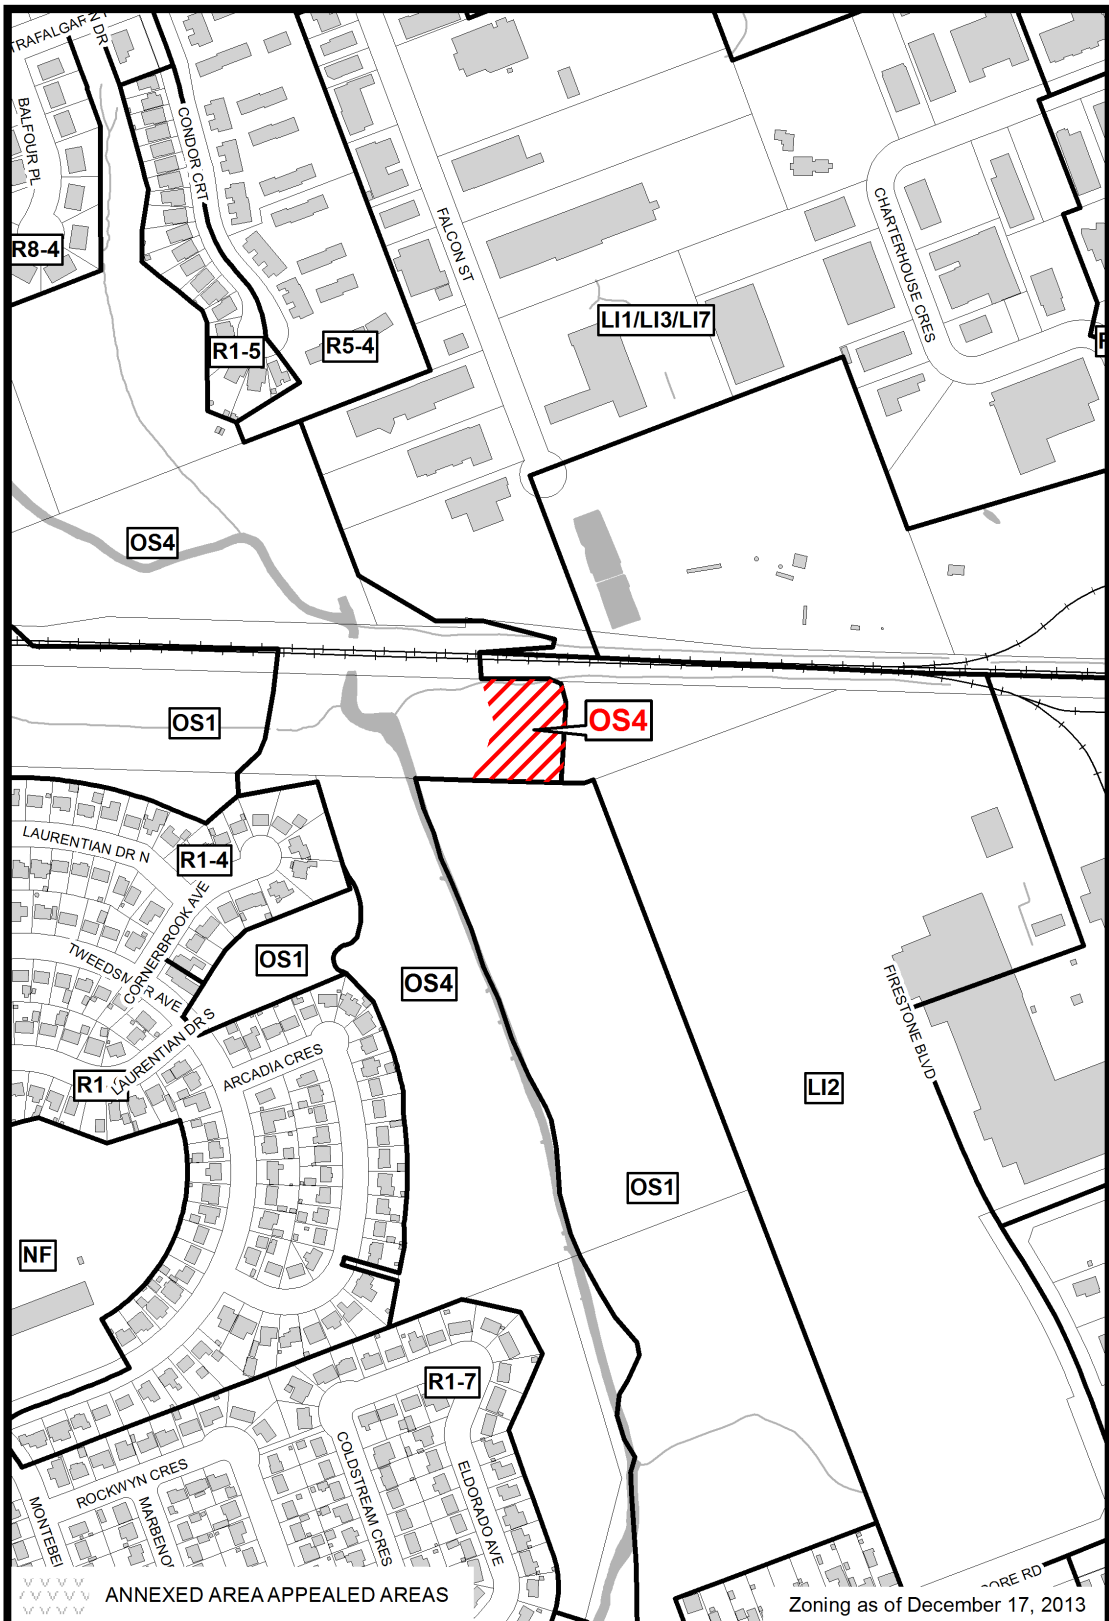 TRAFALGAR
N DR
BALFOUR PL
CONDOR CRT
FALCON ST
CHARTERHOUSE CRES
R8-4
R1-5
R5-4
LI1/LI3/LI7
OS4
OS1
OS4
LAURENTIAN DR N
R1-4
CORNERBROOK AVE
OS1
OS4
LAURENTIAN DR S
R1
ARCADIA CRES
FIRESTONE BLVD
LI2
OS1
NF
R1-7
ROCKWYN CRES
COLDSTREAM CRES
ELDORADO AVE
ANNEXED AREA APPEALED AREAS
Zoning as of December 17, 2013